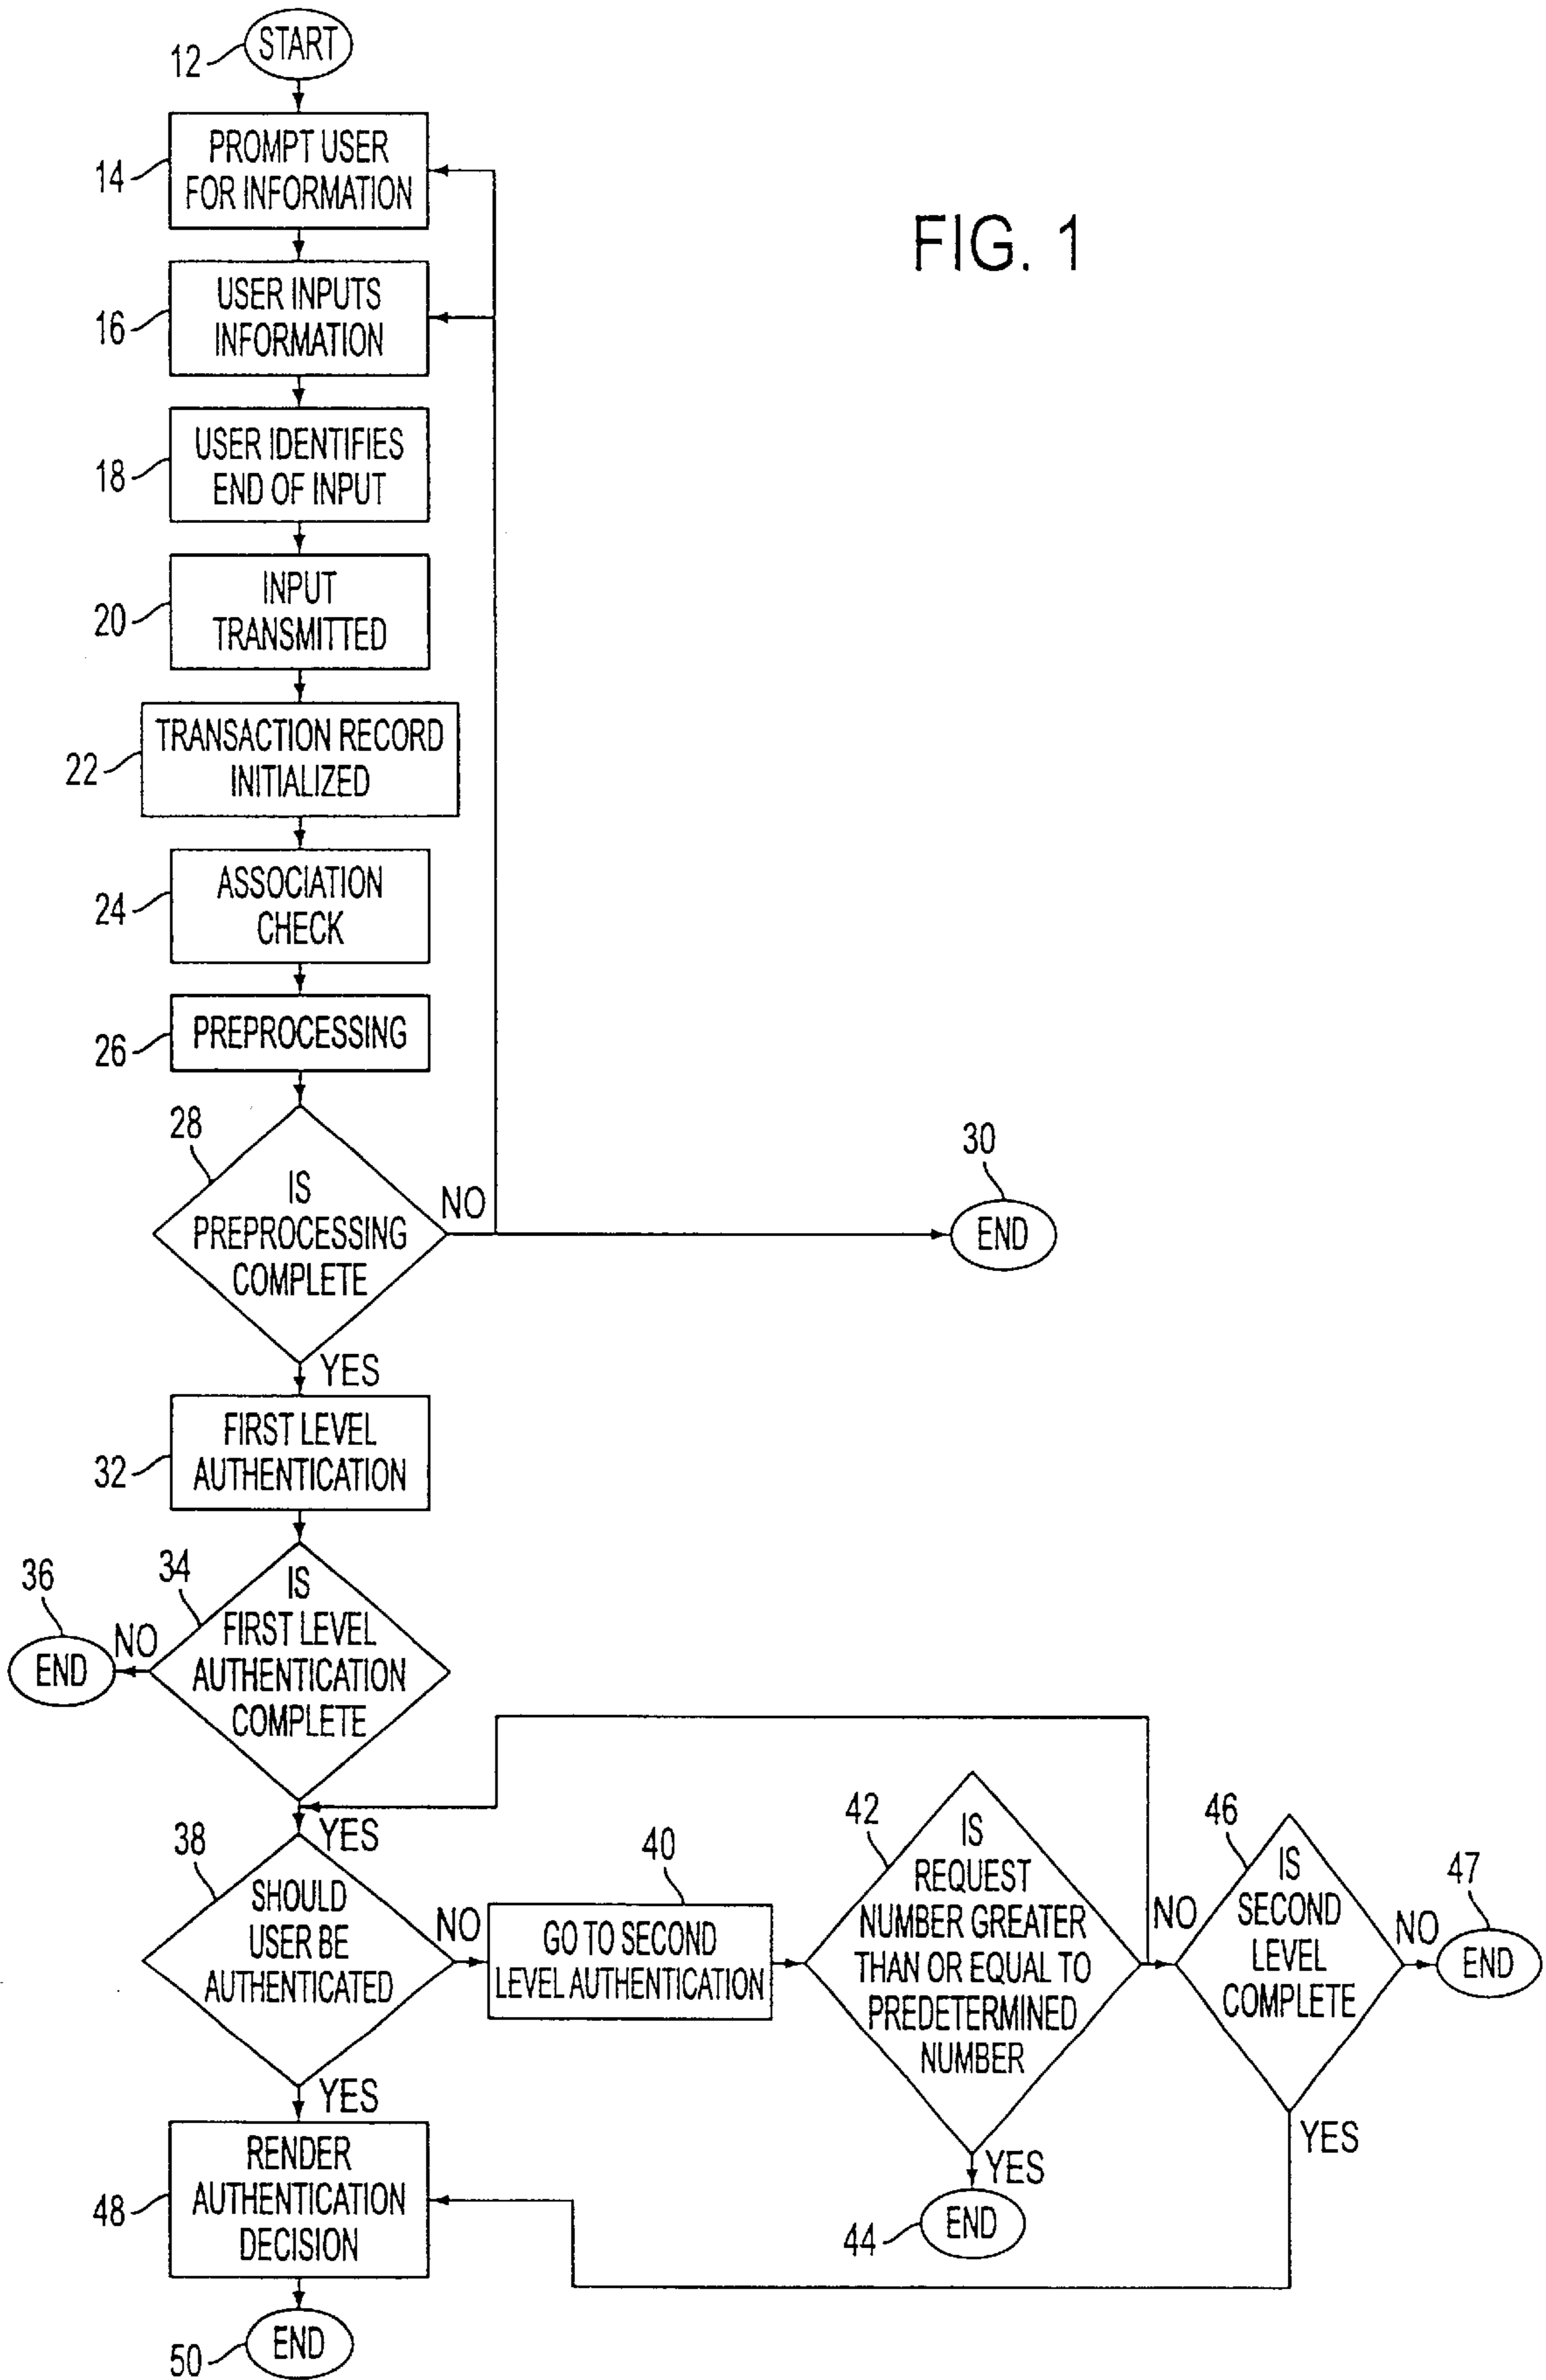 START
12
PROMPT USER
FOR INFORMATION
14
FIG. 1
USER INPUTS
INFORMATION
16
USER IDENTIFIES
END OF INPUT
18
INPUT
TRANSMITTED
20
TRANSACTION RECORD
INITIALIZED
22
ASSOCIATION
CHECK
24
PREPROCESSING
26
28
IS
PREPROCESSING
COMPLETE
NO
30
END
YES
FIRST LEVEL
AUTHENTICATION
32
34
IS
FIRST LEVEL
AUTHENTICATION
COMPLETE
36
NO
END
YES
38
SHOULD
USER BE
AUTHENTICATED
NO
40
GO TO SECOND
LEVEL AUTHENTICATION
42
IS
REQUEST
NUMBER GREATER
THAN OR EQUAL TO
PREDETERMINED
NUMBER
NO
46
IS
SECOND
LEVEL
COMPLETE
NO
47
END
YES
YES
YES
RENDER
AUTHENTICATION
DECISION
48
44
END
END
50